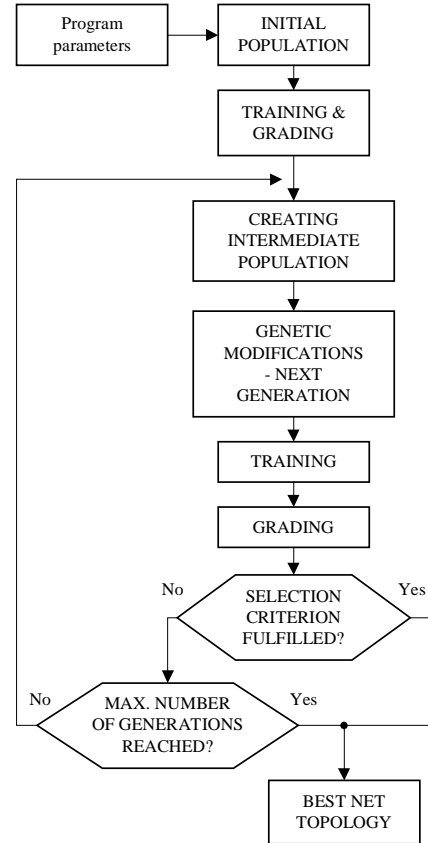 Program
parameters
INITIAL
POPULATION
TRAINING &
GRADING
CREATING
INTERMEDIATE
POPULATION
GENETIC
MODIFICATIONS
- NEXT
GENERATION
TRAINING
GRADING
No
Yes
SELECTION
CRITERION
FULFILLED?
No
Yes
MAX. NUMBER
OF GENERATIONS
REACHED?
BEST NET
TOPOLOGY